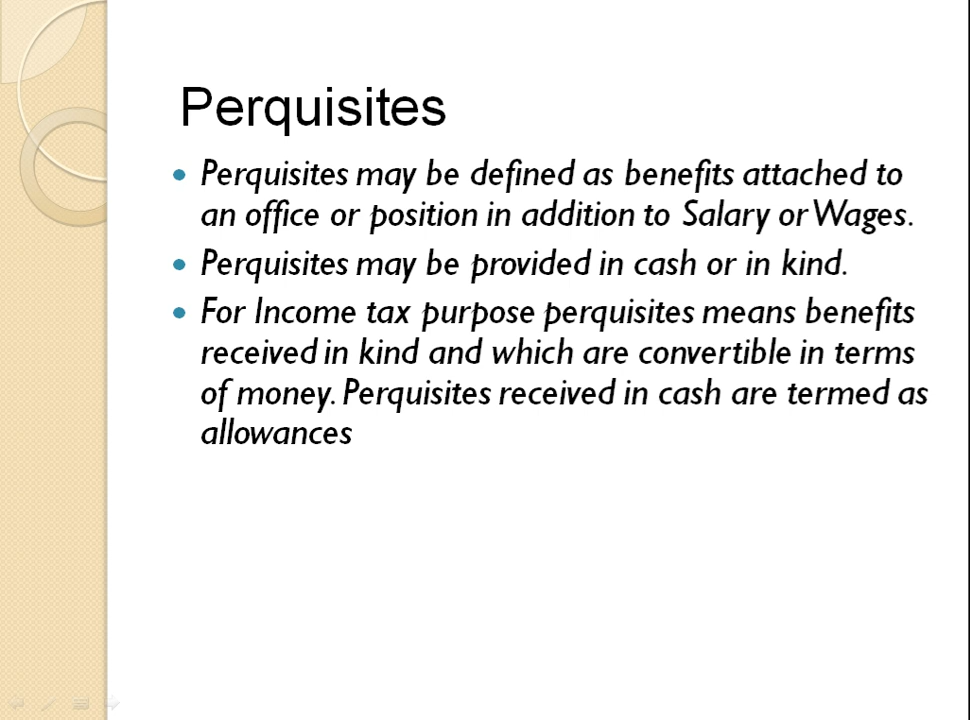 Perquisites
• Perquisites may be defined as benefits attached to
an office or position in addition to Salary or Wages.
• Perquisites may be provided in cash or in kind.
• For Income tax purpose perquisites means benefits
received in kind and which are convertible in terms
of money. Perquisites received in cash are termed as
allowances